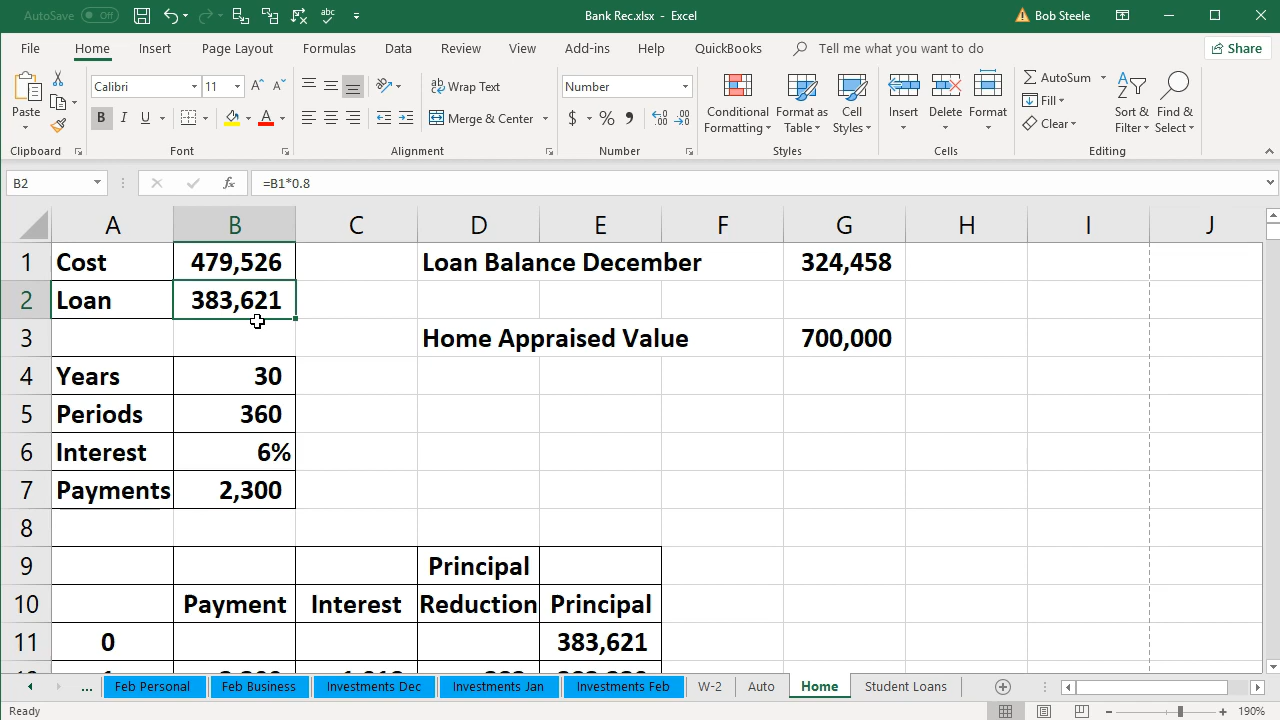 AutoSave Off Bank Rec.xlsx - Excel Bob Steele
File Home Insert Page Layout Formulas Data Review View Add-ins Help QuickBooks Tell me what you want to do Share
Paste Calibri 11 Wrap Text Number Conditional Formatting Format as Table Cell Styles Insert Delete Format AutoSum Fill Clear Sort & Filter Find & Select
B I U Merge & Center $ % 9
Clipboard Font Alignment Number Styles Cells Editing
B2 fx =B1*0.8
A B C D E F G H I J
1 Cost 479,526 Loan Balance December 324,458
2 Loan 383,621
3 Home Appraised Value 700,000
4 Years 30
5 Periods 360
6 Interest 6%
7 Payments 2,300
8
9 Principal
10 Payment Interest Reduction Principal
11 0 383,621
... Feb Personal Feb Business Investments Dec Investments Jan Investments Feb W-2 Auto Home Student Loans
Ready 190%